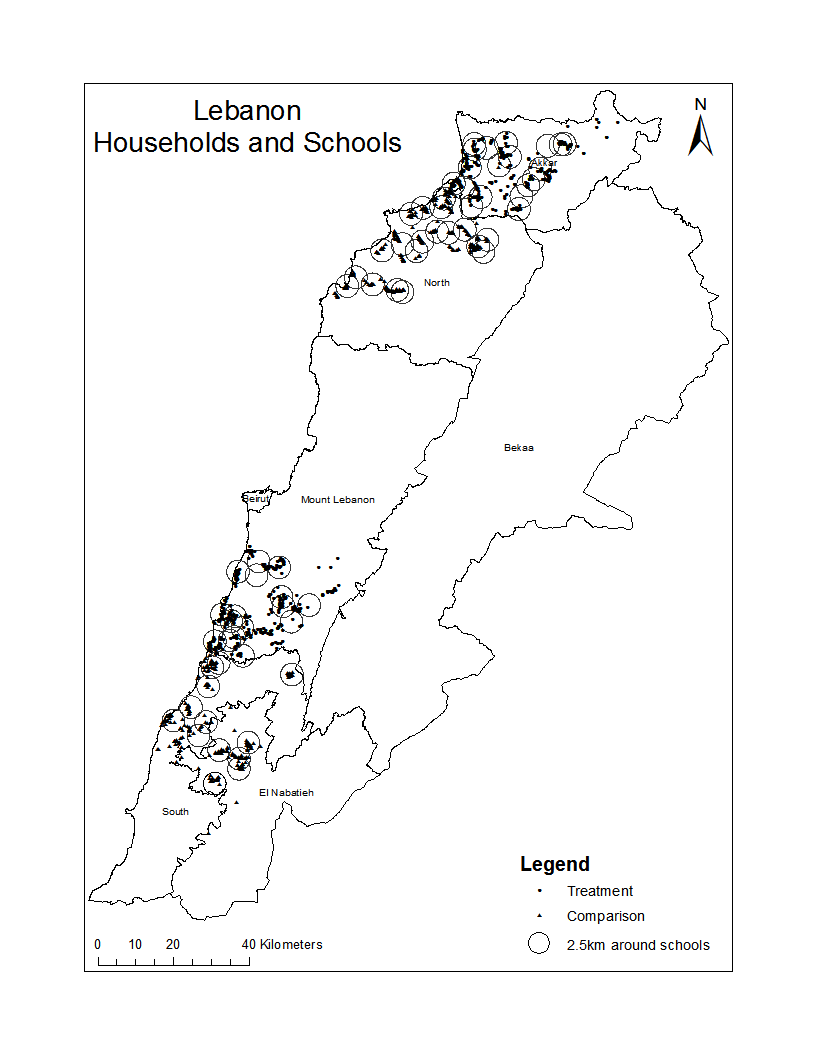 Lebanon
Households and Schools
N
Akkar
North
Bekaa
Beirut
Mount Lebanon
El Nabatieh
South
Legend
Treatment
Comparison
2.5km around schools
0 10 20 40 Kilometers